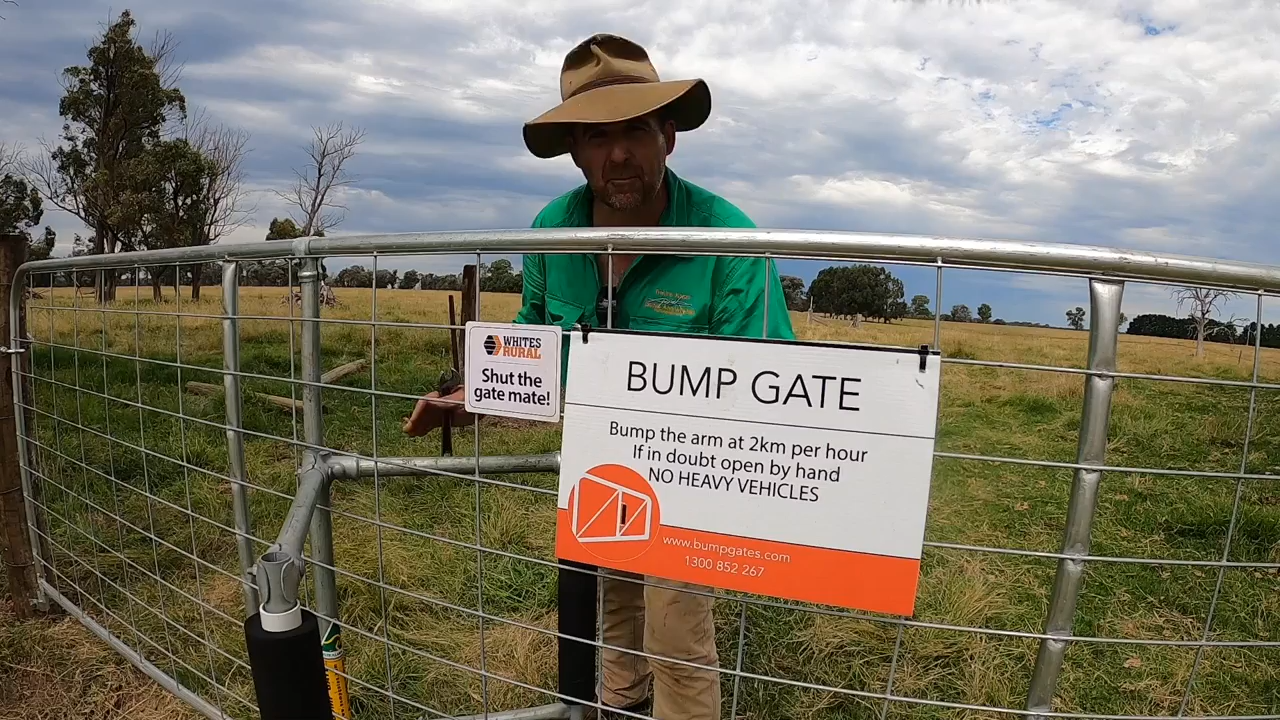 WHITES
RURAL
Shut the
gate mate!
BUMP GATE
Bump the arm at 2km per hour
If in doubt open by hand
NO HEAVY VEHICLES
www.bumpgates.com
1300 852 267